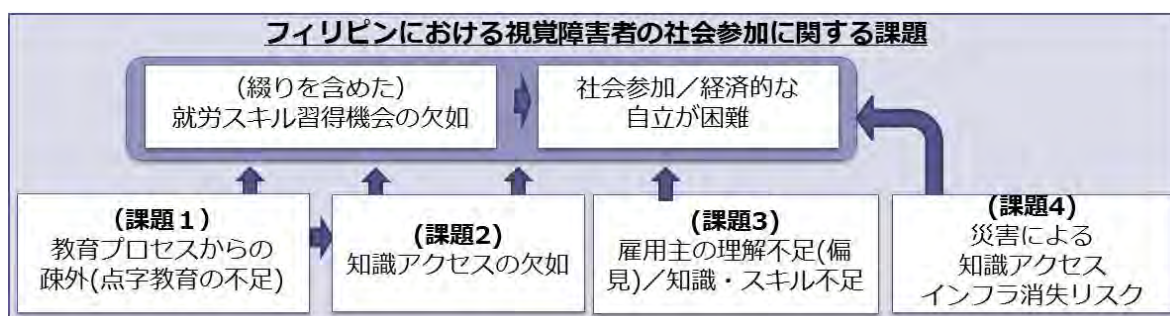 フィリピンにおける視覚障害者の社会参加に関する課題
(綴りを含めた)
就労スキル習得機会の欠如
社会参加／経済的な
自立が困難
(課題１)
教育プロセスからの
疎外(点字教育の不足)
(課題2)
知識アクセスの欠如
(課題3)
雇用主の理解不足(偏
見)／知識・スキル不足
(課題4)
災害による
知識アクセス
インフラ消失リスク